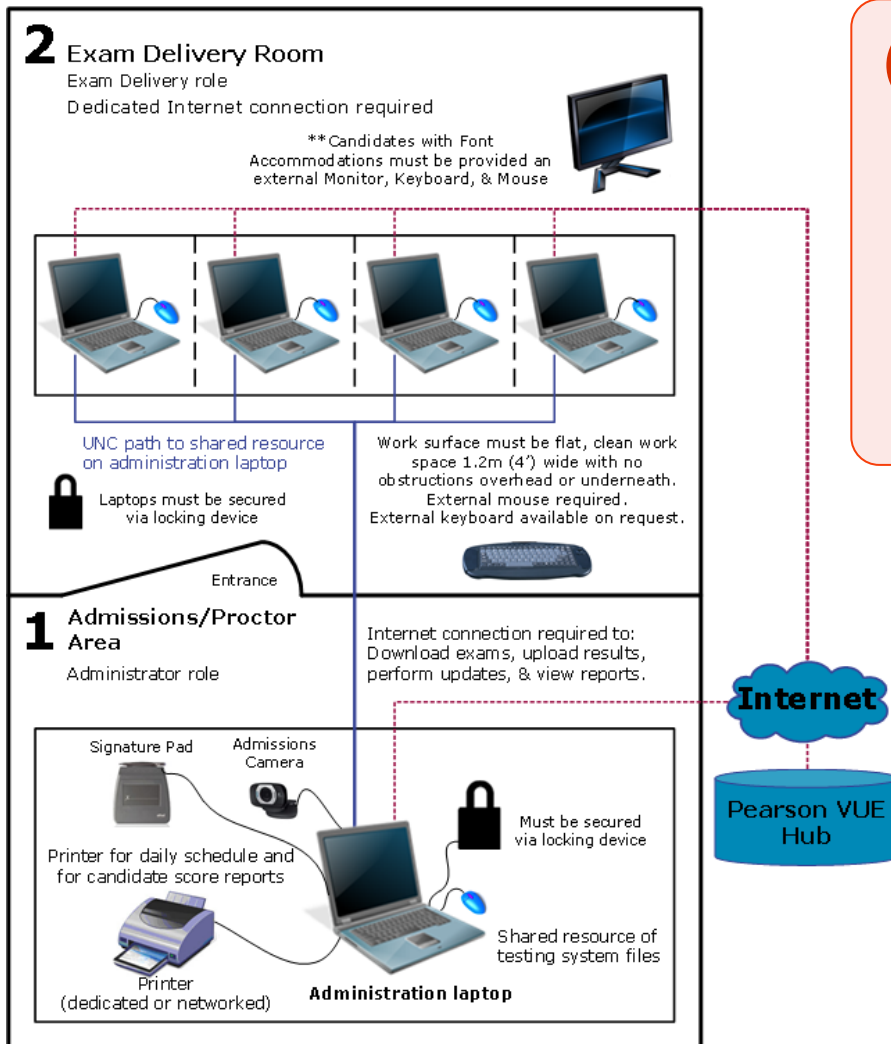 2 Exam Delivery Room
Exam Delivery role
Dedicated Internet connection required
**Candidates with Font
Accommodations must be provided an
external Monitor, Keyboard, & Mouse
UNC path to shared resource
on administration laptop
Laptops must be secured
via locking device
Work surface must be flat, clean work
space 1.2m (4') wide with no
obstructions overhead or underneath.
External mouse required.
External keyboard available on request.
Entrance
1 Admissions/Proctor
Area
Administrator role
Internet connection required to:
Download exams, upload results,
perform updates, & view reports.
Internet
Pearson VUE
Hub
Signature Pad
Admissions
Camera
Must be secured
via locking device
Printer for daily schedule and
for candidate score reports
Shared resource of
testing system files
Printer
(dedicated or networked)
Administration laptop